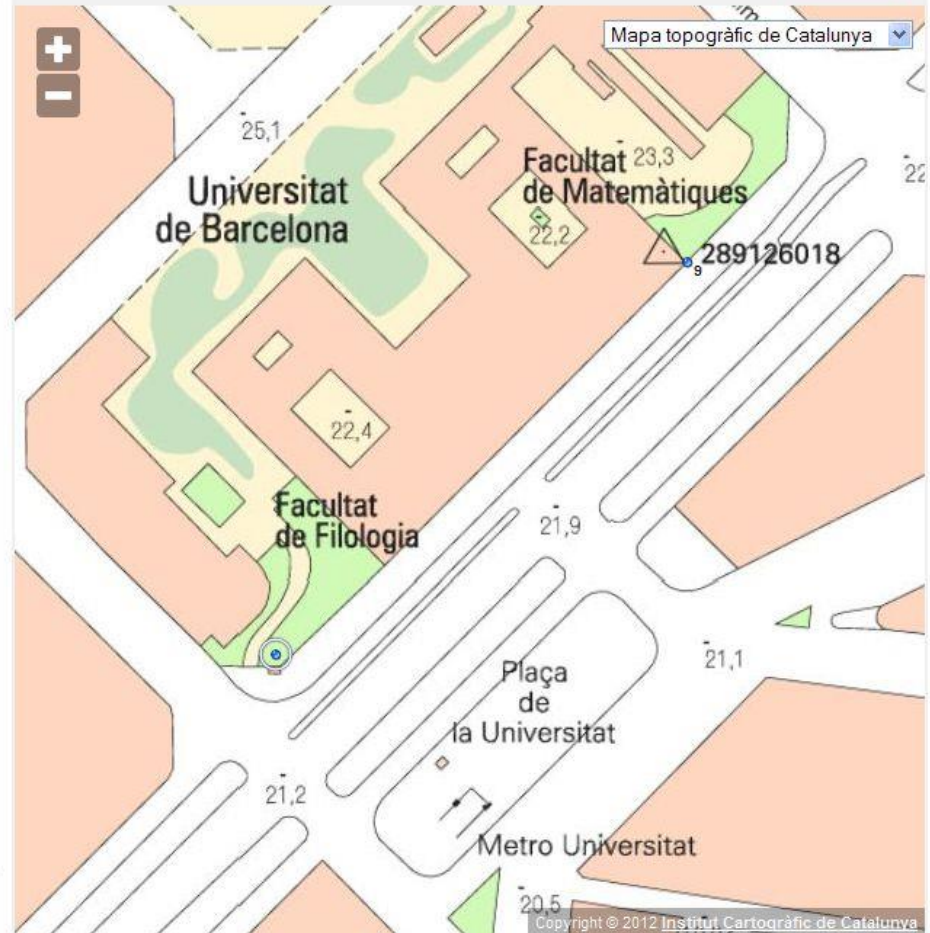 Mapa topogràfic de Catalunya
25,1
Facultat
de Matemàtiques
23,3
22
Universitat
de Barcelona
22,2
289126018
9
22,4
Facultat
de Filologia
21,9
21,1
Plaça
de
la Universitat
21,2
Metro Universitat
20,5
Copyright © 2012 Institut Cartogràfic de Catalunya